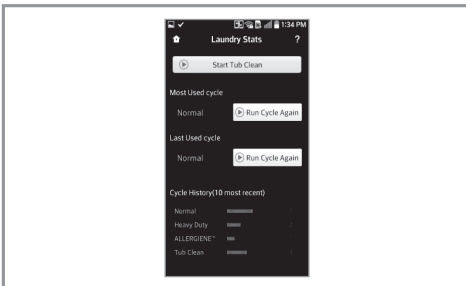 1:34 PM
Laundry Stats ?
Start Tub Clean
Most Used cycle
Normal Run Cycle Again
Last Used cycle
Normal Run Cycle Again
Cycle History(10 most recent)
Normal
Heavy Duty
ALLERGIENE™
Tub Clean